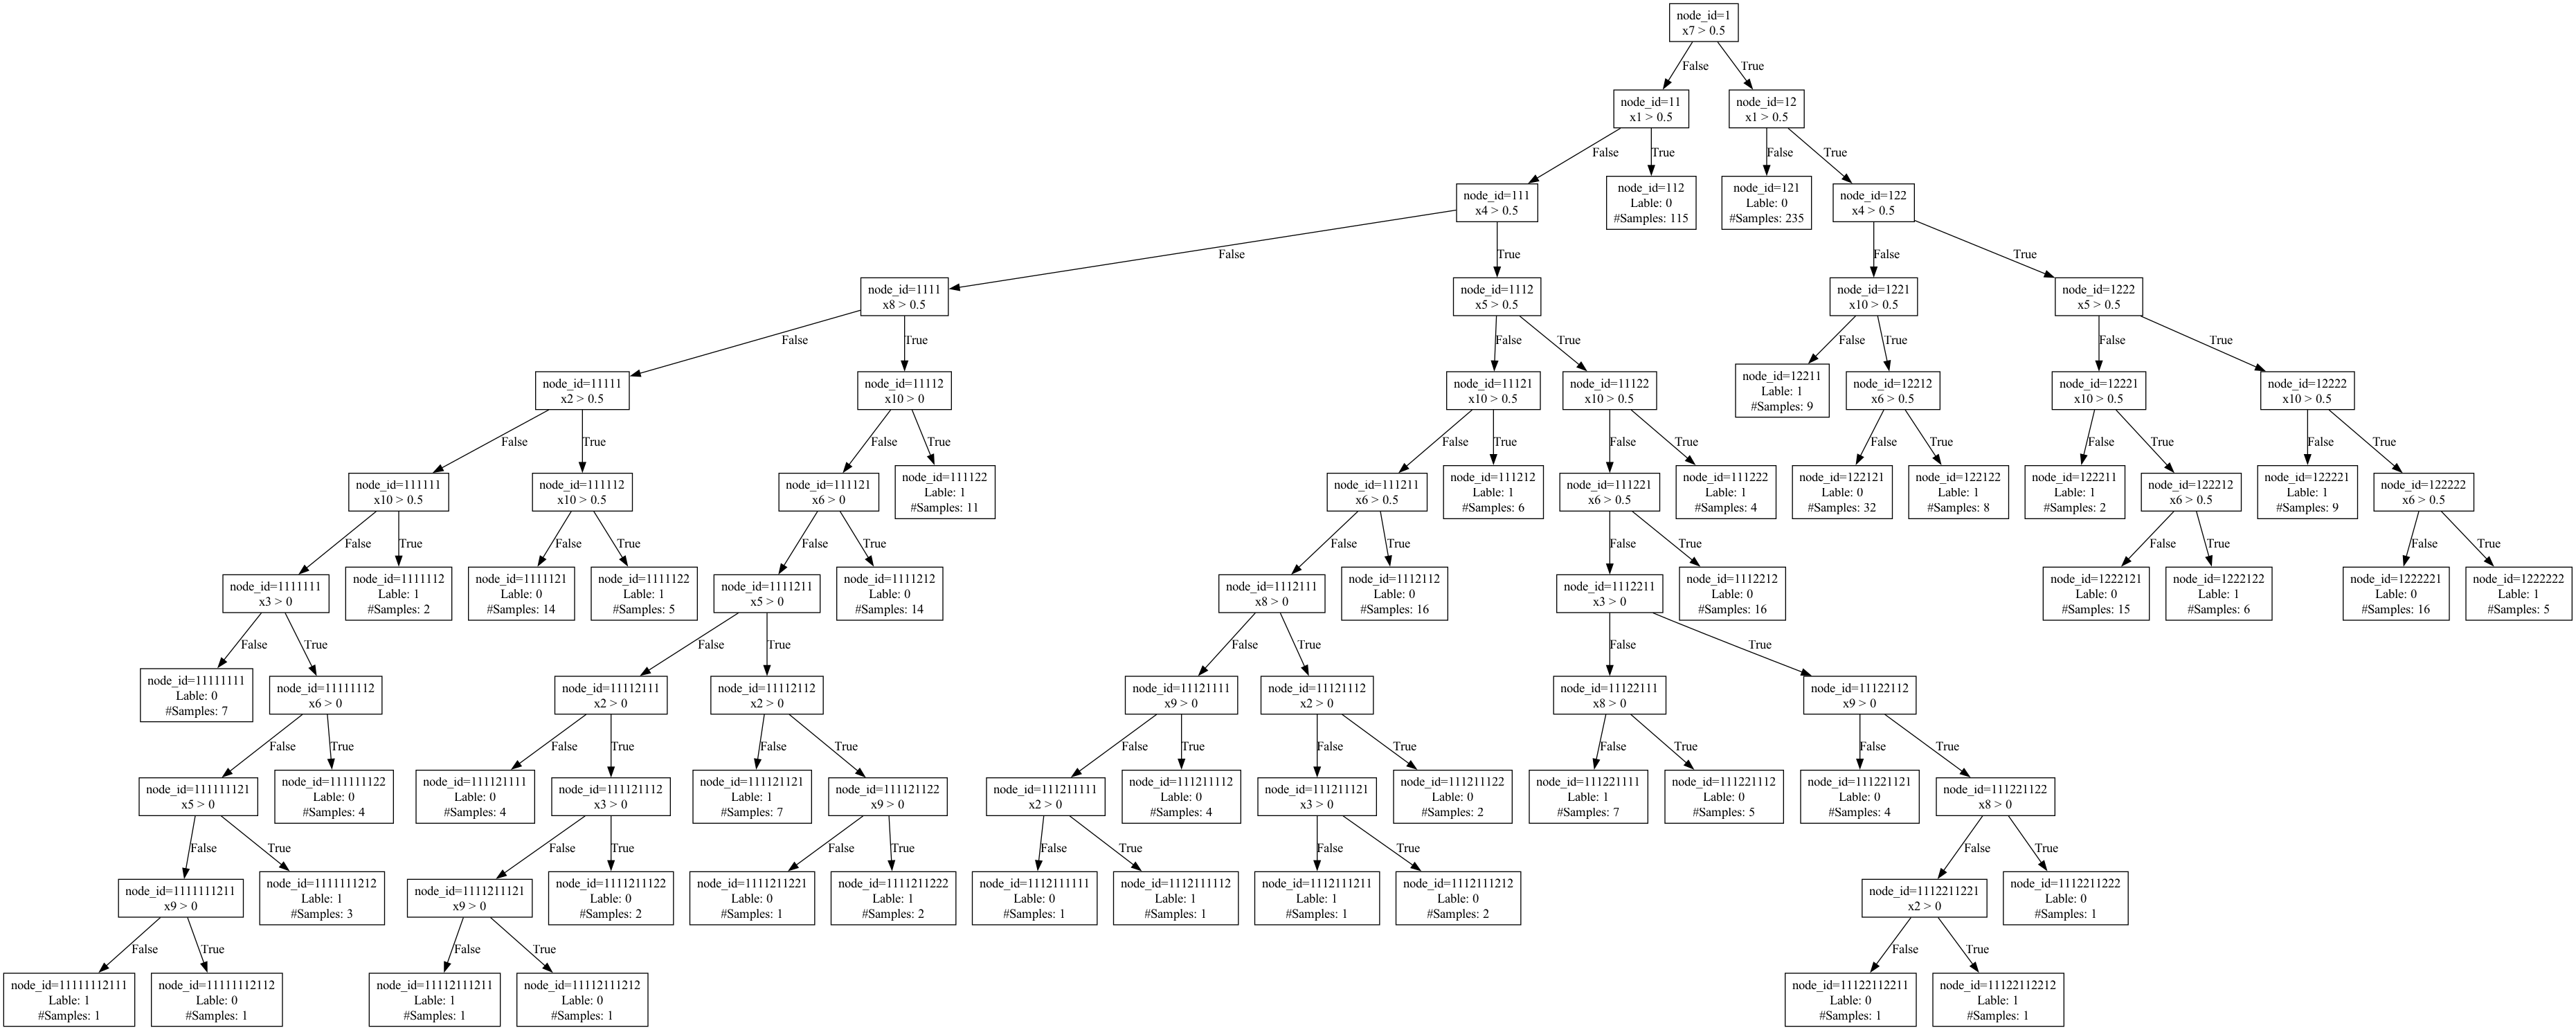 node_id=1
x7 > 0.5
False
True
node_id=11
x1 > 0.5
node_id=12
x1 > 0.5
False
True
False
True
node_id=111
x4 > 0.5
node_id=112
Lable: 0
#Samples: 115
node_id=121
Lable: 0
#Samples: 235
node_id=122
x4 > 0.5
False
True
False
True
node_id=1111
x8 > 0.5
node_id=1112
x5 > 0.5
node_id=1221
x10 > 0.5
node_id=1222
x5 > 0.5
False
True
False
True
False
True
False
True
node_id=11111
x2 > 0.5
node_id=11112
x10 > 0
node_id=11121
x10 > 0.5
node_id=11122
x10 > 0.5
node_id=12211
Lable: 1
#Samples: 9
node_id=12212
x6 > 0.5
node_id=12221
x10 > 0.5
node_id=12222
x10 > 0.5
False
True
False
True
False
True
False
True
False
True
False
True
False
True
node_id=111111
x10 > 0.5
node_id=111112
x10 > 0.5
node_id=111121
x6 > 0
node_id=111122
Lable: 1
#Samples: 11
node_id=111211
x6 > 0.5
node_id=111212
Lable: 1
#Samples: 6
node_id=111221
x6 > 0.5
node_id=111222
Lable: 1
#Samples: 4
node_id=122121
Lable: 0
#Samples: 32
node_id=122122
Lable: 1
#Samples: 8
node_id=122211
Lable: 1
#Samples: 2
node_id=122212
x6 > 0.5
node_id=122221
Lable: 1
#Samples: 9
node_id=122222
x6 > 0.5
False
True
False
True
False
True
False
True
False
True
False
True
False
True
node_id=1111111
x3 > 0
node_id=1111112
Lable: 1
#Samples: 2
node_id=1111121
Lable: 0
#Samples: 14
node_id=1111122
Lable: 1
#Samples: 5
node_id=1111211
x5 > 0
node_id=1111212
Lable: 0
#Samples: 14
node_id=1112111
x8 > 0
node_id=1112112
Lable: 0
#Samples: 16
node_id=1112211
x3 > 0
node_id=1112212
Lable: 0
#Samples: 16
node_id=1222121
Lable: 0
#Samples: 15
node_id=1222122
Lable: 1
#Samples: 6
node_id=1222221
Lable: 0
#Samples: 16
node_id=1222222
Lable: 1
#Samples: 5
False
True
False
True
False
True
False
True
node_id=11111111
Lable: 0
#Samples: 7
node_id=11111112
x6 > 0
node_id=11112111
x2 > 0
node_id=11112112
x2 > 0
node_id=11121111
x9 > 0
node_id=11121112
x2 > 0
node_id=11122111
x8 > 0
node_id=11122112
x9 > 0
False
True
False
True
False
True
False
True
False
True
False
True
False
True
node_id=111111121
x5 > 0
node_id=111111122
Lable: 0
#Samples: 4
node_id=111121111
Lable: 0
#Samples: 4
node_id=111121112
x3 > 0
node_id=111121121
Lable: 1
#Samples: 7
node_id=111121122
x9 > 0
node_id=111211111
x2 > 0
node_id=111211112
Lable: 0
#Samples: 4
node_id=111211121
x3 > 0
node_id=111211122
Lable: 0
#Samples: 2
node_id=111221111
Lable: 1
#Samples: 7
node_id=111221112
Lable: 0
#Samples: 5
node_id=111221121
Lable: 0
#Samples: 4
node_id=111221122
x8 > 0
False
True
False
True
False
True
False
True
False
True
False
True
node_id=1111111211
x9 > 0
node_id=1111111212
Lable: 1
#Samples: 3
node_id=1111211121
x9 > 0
node_id=1111211122
Lable: 0
#Samples: 2
node_id=1111211221
Lable: 0
#Samples: 1
node_id=1111211222
Lable: 1
#Samples: 2
node_id=1112111111
Lable: 0
#Samples: 1
node_id=1112111112
Lable: 1
#Samples: 1
node_id=1112111211
Lable: 1
#Samples: 1
node_id=1112111212
Lable: 0
#Samples: 2
node_id=1112211221
x2 > 0
node_id=1112211222
Lable: 0
#Samples: 1
False
True
False
True
False
True
node_id=11111112111
Lable: 1
#Samples: 1
node_id=11111112112
Lable: 0
#Samples: 1
node_id=11112111211
Lable: 1
#Samples: 1
node_id=11112111212
Lable: 0
#Samples: 1
node_id=11122112211
Lable: 0
#Samples: 1
node_id=11122112212
Lable: 1
#Samples: 1